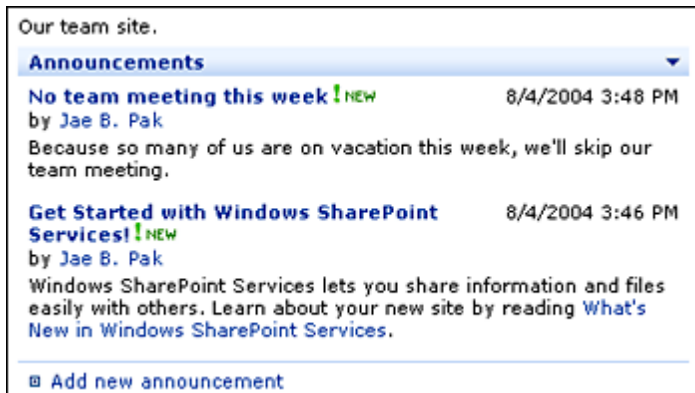 Our team site.
Announcements
No team meeting this week ! NEW 8/4/2004 3:48 PM
by Jae B. Pak
Because so many of us are on vacation this week, we'll skip our
team meeting.
Get Started with Windows SharePoint 8/4/2004 3:46 PM
Services! ! NEW
by Jae B. Pak
Windows SharePoint Services lets you share information and files
easily with others. Learn about your new site by reading What's
New in Windows SharePoint Services.
Add new announcement